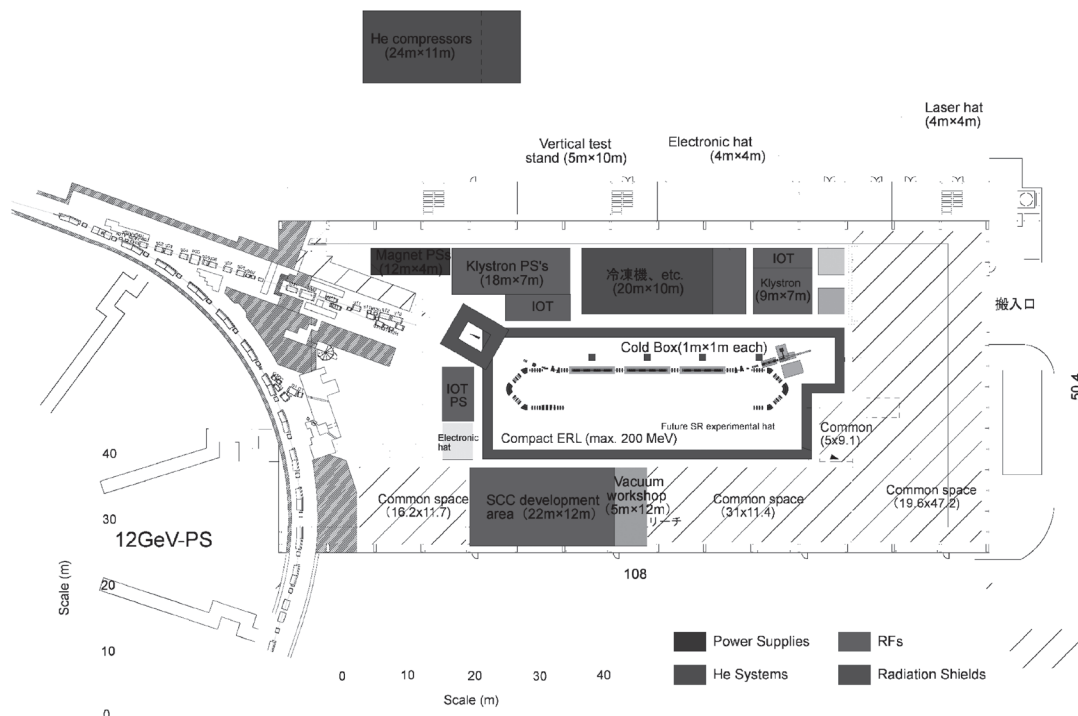 He compressors
(24m×11m)
Laser hat
(4m×4m)
Vertical test
stand (5m×10m)
Electronic hat
(4m×4m)
Magnet PSs
(12m×4m)
Klystron PS's
(18m×7m)
IOT
冷凍機、etc.
(20m×10m)
IOT
Klystron
(9m×7m)
搬入口
Cold Box(1m×1m each)
IOT
PS
Electronic
hat
Future SR experimental hat
Compact ERL (max. 200 MeV)
Common
(5x9.1)
50.4
Common space
(16.2x11.7)
SCC development
area (22m×12m)
Vacuum
workshop
(5m×12m)
リーチ
Common space
(31x11.4)
Common space
(19.6x47.2)
12GeV-PS
108
40
30
20
10
0
Scale (m)
0 10 20 30 40
Scale (m)
Power Supplies
RFs
He Systems
Radiation Shields